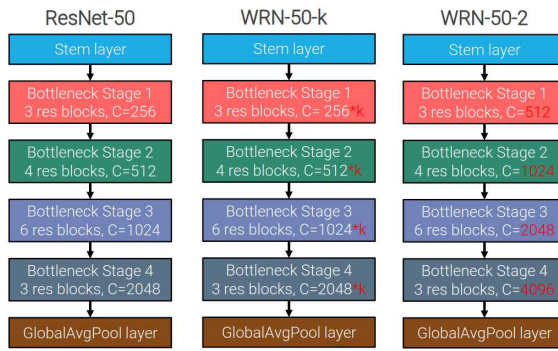 ResNet-50
Stem layer
Bottleneck Stage 1
3 res blocks, C=256
Bottleneck Stage 2
4 res blocks, C=512
Bottleneck Stage 3
6 res blocks, C=1024
Bottleneck Stage 4
3 res blocks, C=2048
GlobalAvgPool layer
WRN-50-k
Stem layer
Bottleneck Stage 1
3 res blocks, C= 256*k
Bottleneck Stage 2
4 res blocks, C=512*k
Bottleneck Stage 3
6 res blocks, C=1024*k
Bottleneck Stage 4
3 res blocks, C=2048*k
GlobalAvgPool layer
WRN-50-2
Stem layer
Bottleneck Stage 1
3 res blocks, C=512
Bottleneck Stage 2
4 res blocks, C=1024
Bottleneck Stage 3
6 res blocks, C=2048
Bottleneck Stage 4
3 res blocks, C=4096
GlobalAvgPool layer